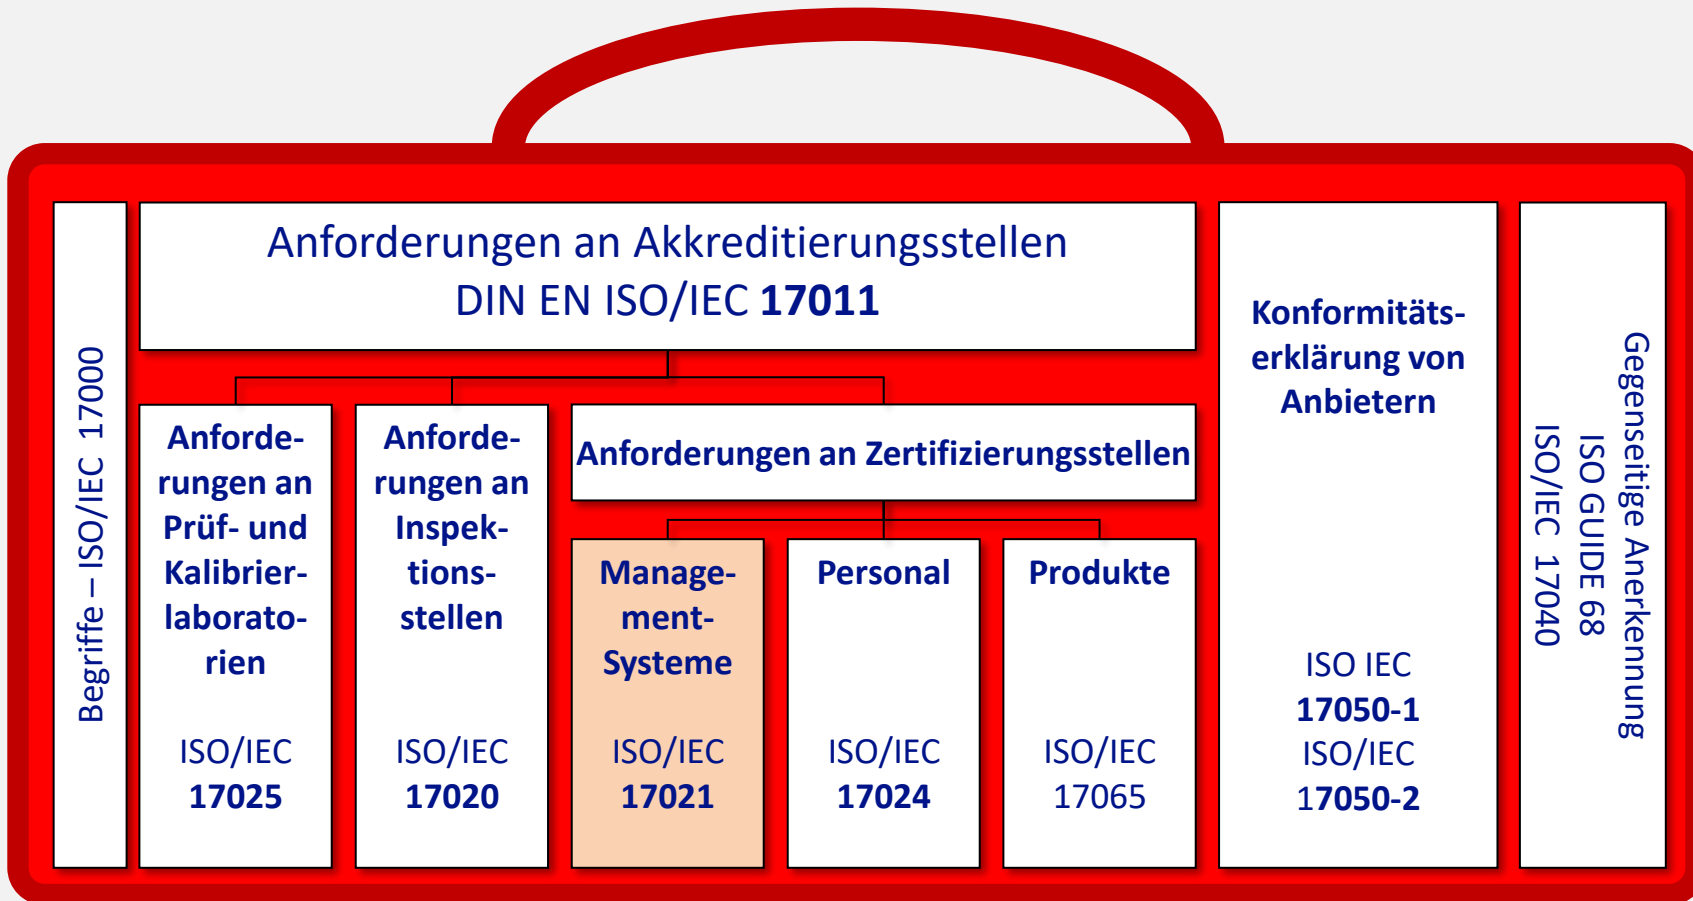 Begriffe – ISO/IEC 17000
Anforderungen an Akkreditierungsstellen
DIN EN ISO/IEC 17011
Anforde-
rungen an
Prüf- und
Kalibrier-
laborato-
rien
ISO/IEC
17025
Anforde-
rungen an
Inspek-
tions-
stellen
ISO/IEC
17020
Anforderungen an Zertifizierungsstellen
Manage-
ment-
Systeme
ISO/IEC
17021
Personal
ISO/IEC
17024
Produkte
ISO/IEC
17065
Konformitäts-
erklärung von
Anbietern
ISO IEC
17050-1
ISO/IEC
17050-2
Gegenseitige Anerkennung
ISO GUIDE 68
ISO/IEC 17040